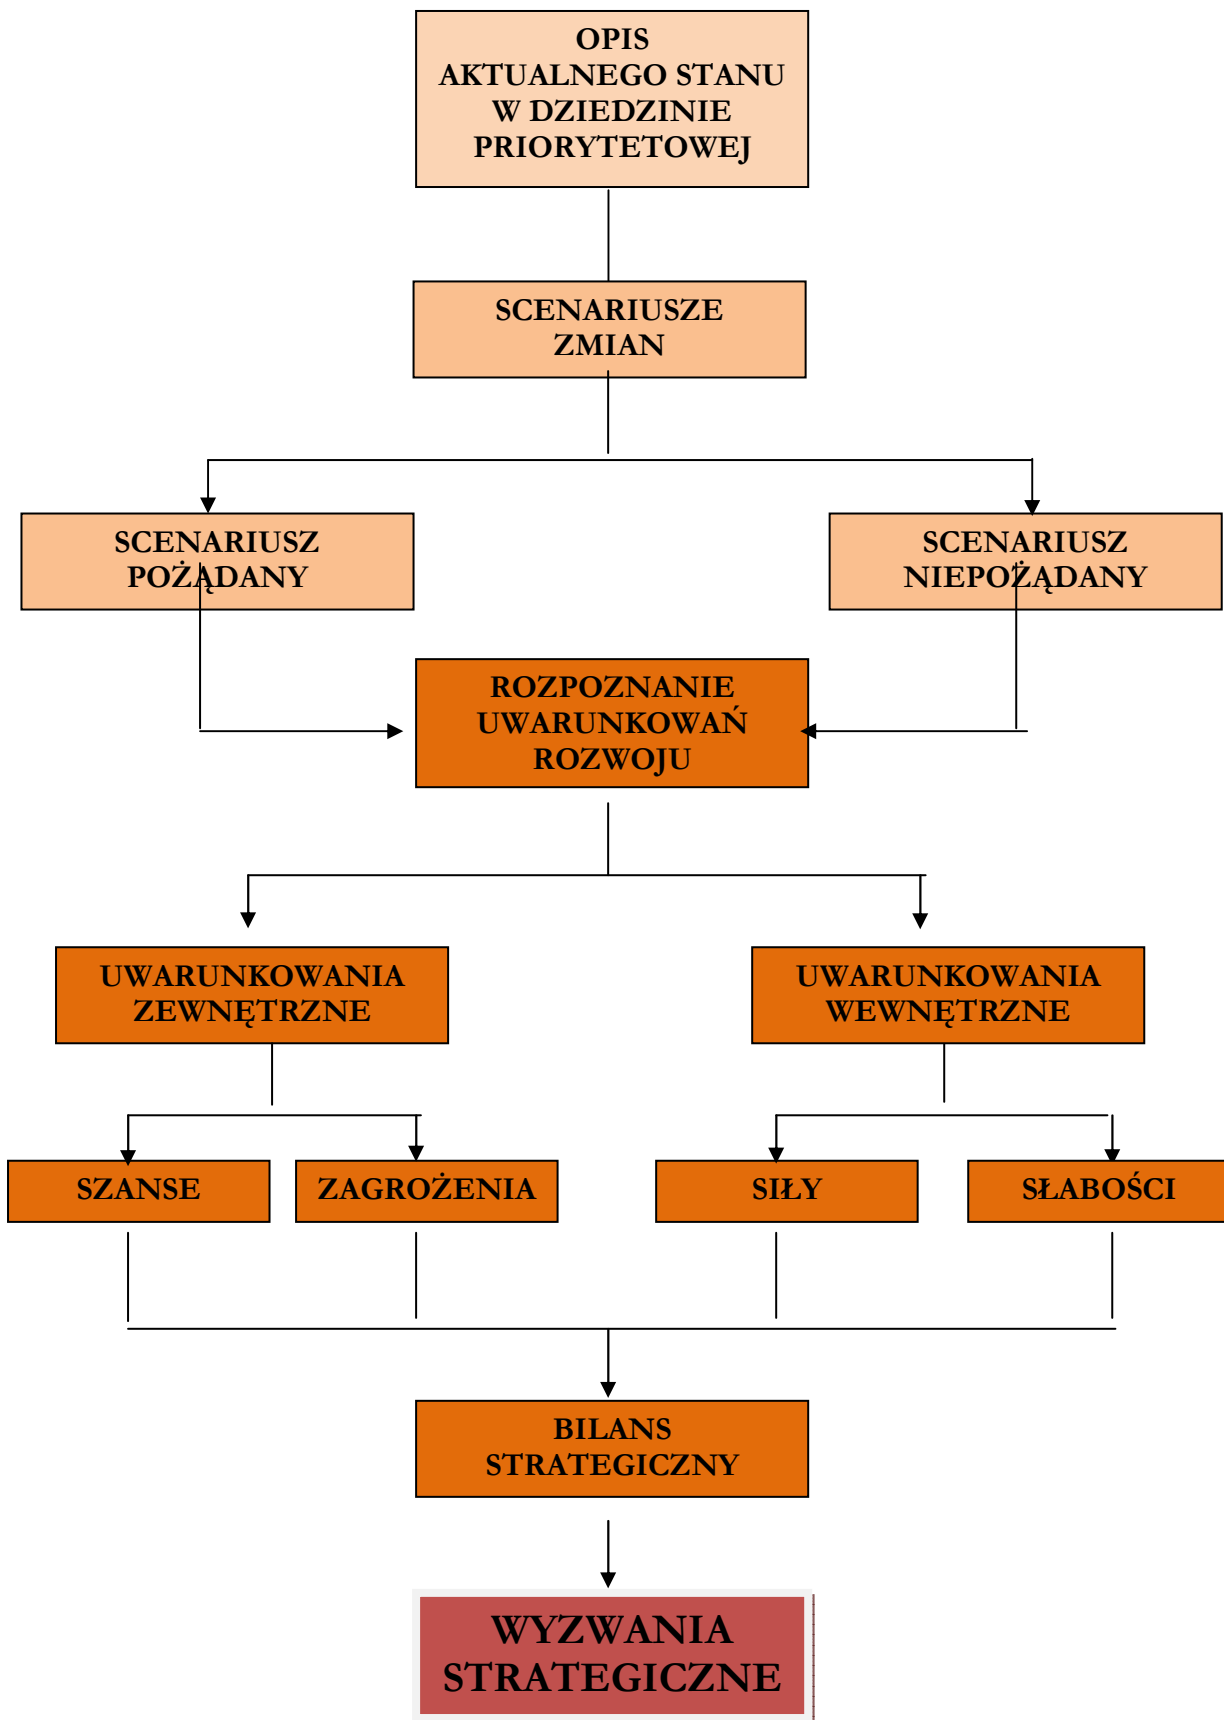 OPIS
AKTUALNEGO STANU
W DZIEDZINIE
PRIORYTETOWEJ
SCENARIUSZE
ZMIAN
SCENARIUSZ
POŻĄDANY
SCENARIUSZ
NIEPOŻĄDANY
ROZPOZNANIE
UWARUNKOWAŃ
ROZWOJU
UWARUNKOWANIA
ZEWNĘTRZNE
UWARUNKOWANIA
WEWNĘTRZNE
SZANSE
ZAGROŻENIA
SIŁY
SŁABOŚCI
BILANS
STRATEGICZNY
WYZWANIA
STRATEGICZNE